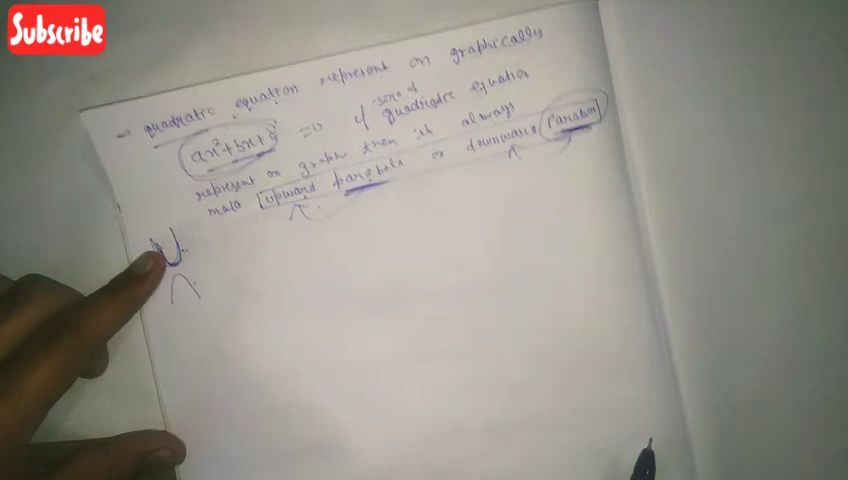 Subscribe
→ quadratic equation represent on graphically
ax²+bx+c =0 if zero of quadratic equation
represent on graph then it always
make upward parabola or downward Parabola